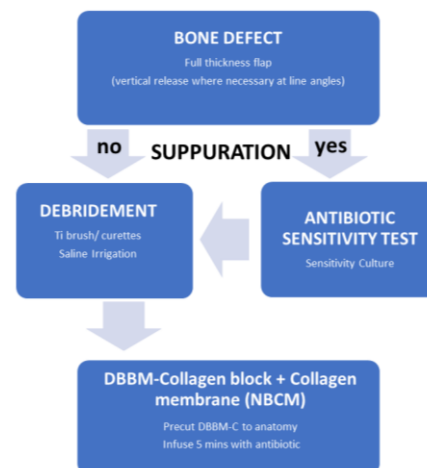 BONE DEFECT
Full thickness flap
(vertical release where necessary at line angles)
no SUPPURATION yes
DEBRIDEMENT
Ti brush/ curettes
Saline Irrigation
ANTIBIOTIC
SENSITIVITY TEST
Sensitivity Culture
DBBM-Collagen block + Collagen
membrane (NBCM)
Precut DBBM-C to anatomy
Infuse 5 mins with antibiotic